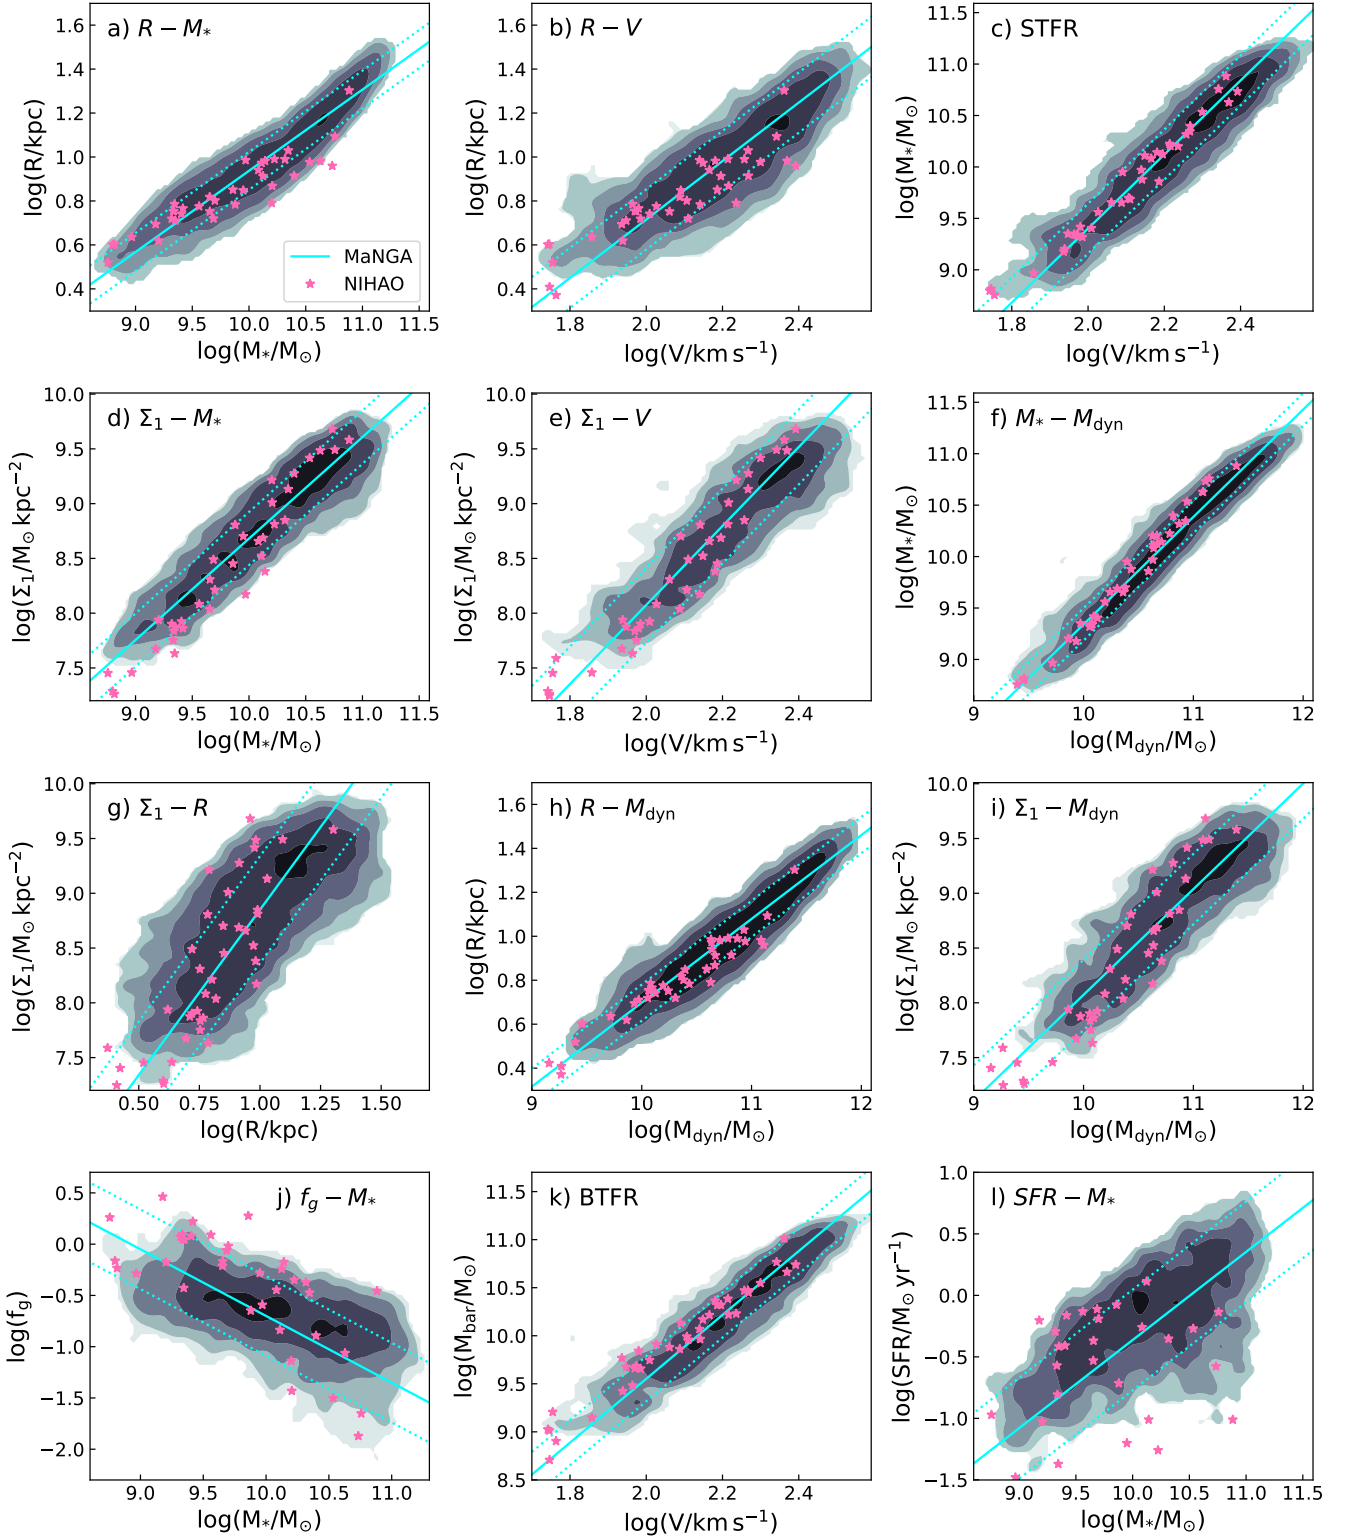 a) R − M*
1.6
1.4
1.2
1.0
0.8
0.6
0.4
log(R/kpc)
MaNGA
NIHAO
9.0 9.5 10.0 10.5 11.0 11.5
log(M*/M⊙)
b) R − V
1.6
1.4
1.2
1.0
0.8
0.6
0.4
log(R/kpc)
1.8 2.0 2.2 2.4
log(V/km s⁻¹)
c) STFR
11.5
11.0
10.5
10.0
9.5
9.0
log(M*/M⊙)
1.8 2.0 2.2 2.4
log(V/km s⁻¹)
d) Σ₁ − M*
10.0
9.5
9.0
8.5
8.0
7.5
log(Σ₁/M⊙ kpc⁻²)
9.0 9.5 10.0 10.5 11.0 11.5
log(M*/M⊙)
e) Σ₁ − V
10.0
9.5
9.0
8.5
8.0
7.5
log(Σ₁/M⊙ kpc⁻²)
1.8 2.0 2.2 2.4
log(V/km s⁻¹)
f) M* − Mdyn
11.5
11.0
10.5
10.0
9.5
9.0
log(M*/M⊙)
9 10 11 12
log(Mdyn/M⊙)
g) Σ₁ − R
10.0
9.5
9.0
8.5
8.0
7.5
log(Σ₁/M⊙ kpc⁻²)
0.50 0.75 1.00 1.25 1.50
log(R/kpc)
h) R − Mdyn
1.6
1.4
1.2
1.0
0.8
0.6
0.4
log(R/kpc)
9 10 11 12
log(Mdyn/M⊙)
i) Σ₁ − Mdyn
10.0
9.5
9.0
8.5
8.0
7.5
log(Σ₁/M⊙ kpc⁻²)
9 10 11 12
log(Mdyn/M⊙)
j) fg − M*
0.5
0.0
−0.5
−1.0
−1.5
−2.0
log(fg)
9.0 9.5 10.0 10.5 11.0
log(M*/M⊙)
k) BTFR
11.5
11.0
10.5
10.0
9.5
9.0
8.5
log(Mbar/M⊙)
1.8 2.0 2.2 2.4
log(V/km s⁻¹)
l) SFR − M*
1.0
0.5
0.0
−0.5
−1.0
−1.5
log(SFR/M⊙ yr⁻¹)
9.0 9.5 10.0 10.5 11.0 11.5
log(M*/M⊙)